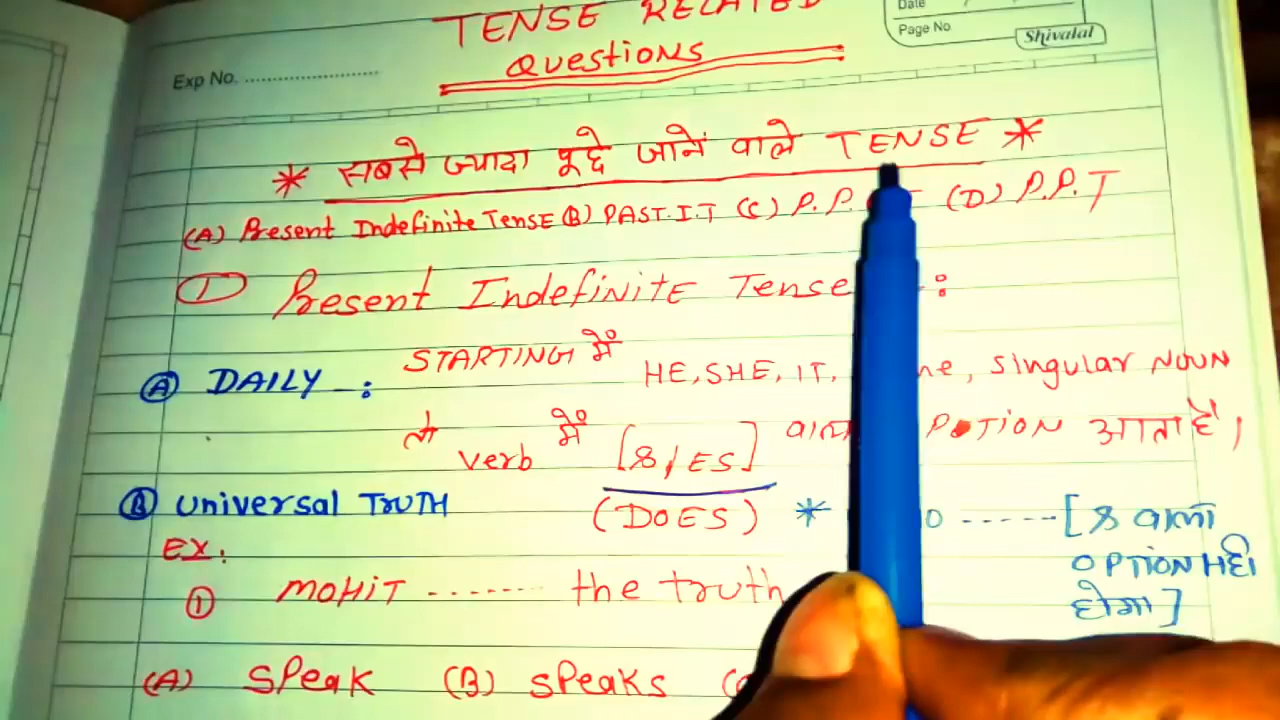 TENSE RELATED
Date
Page No
Shivalal
Questions
Exp No.
* सबसे ज्यादा पूछे जानें वाले TENSE *
(A) Present Indefinite Tense (B) PAST.I.T (C) P.P. (D) P.P.T
① Present Indefinite Tense :
Ⓐ DAILY -: STARTING में HE, SHE, IT, singular NOUN
तो verb में [S/ES] POTION आता है।
Ⓑ Universal TRUTH (DOES) * ------[S वाला
EX: OPTION नही
① MOHIT ------- the truth होगा]
(A) Speak (B) Speaks